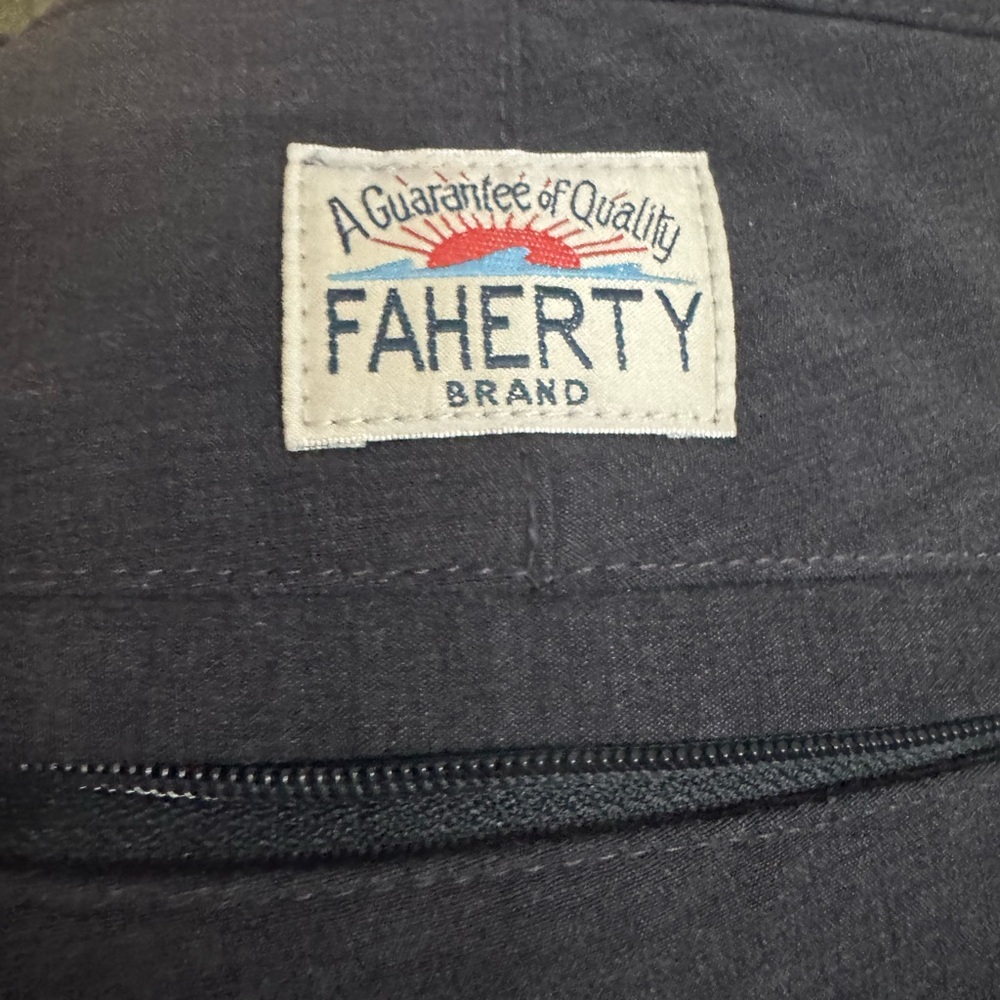 A Guarantee of Quality
FAHERTY
BRAND